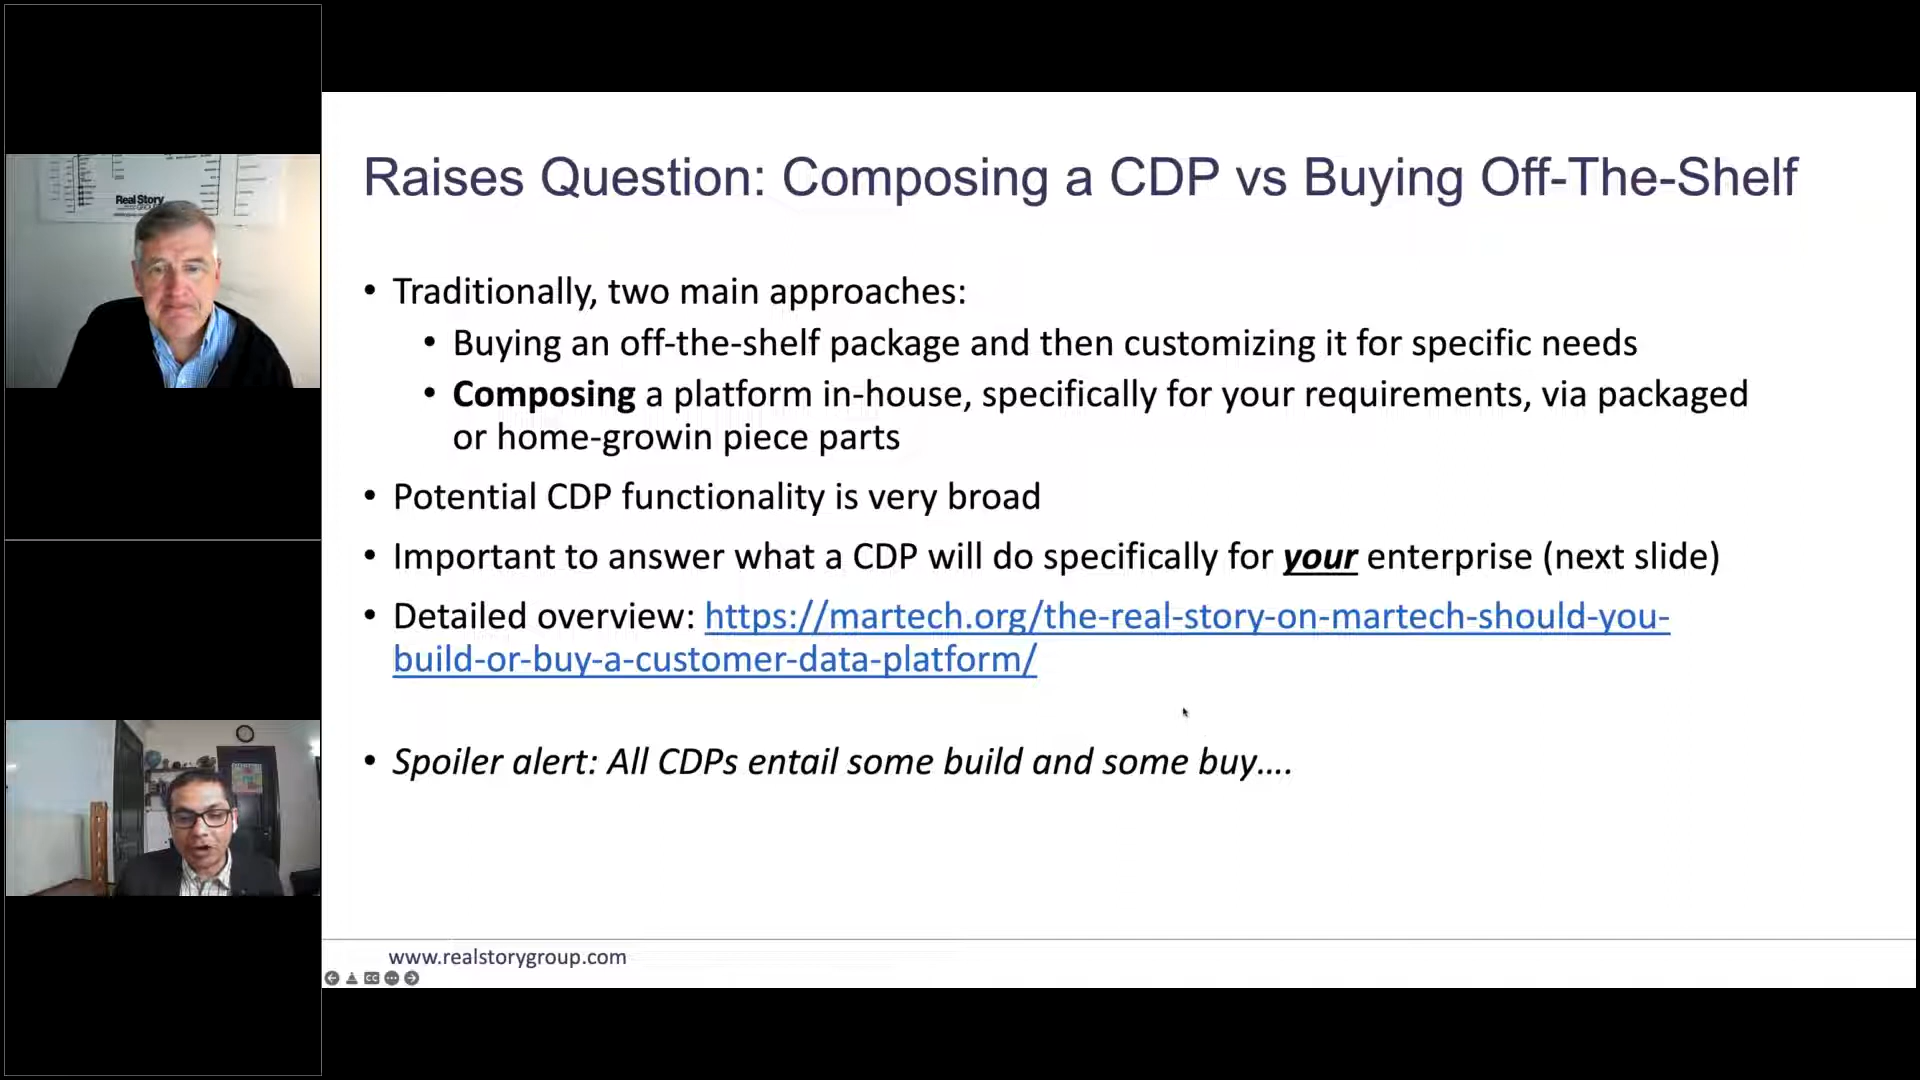 Real Story
Raises Question: Composing a CDP vs Buying Off-The-Shelf
• Traditionally, two main approaches:
• Buying an off-the-shelf package and then customizing it for specific needs
• Composing a platform in-house, specifically for your requirements, via packaged
or home-growin piece parts
• Potential CDP functionality is very broad
• Important to answer what a CDP will do specifically for your enterprise (next slide)
• Detailed overview: https://martech.org/the-real-story-on-martech-should-you-
build-or-buy-a-customer-data-platform/
• Spoiler alert: All CDPs entail some build and some buy....
www.realstorygroup.com
CC